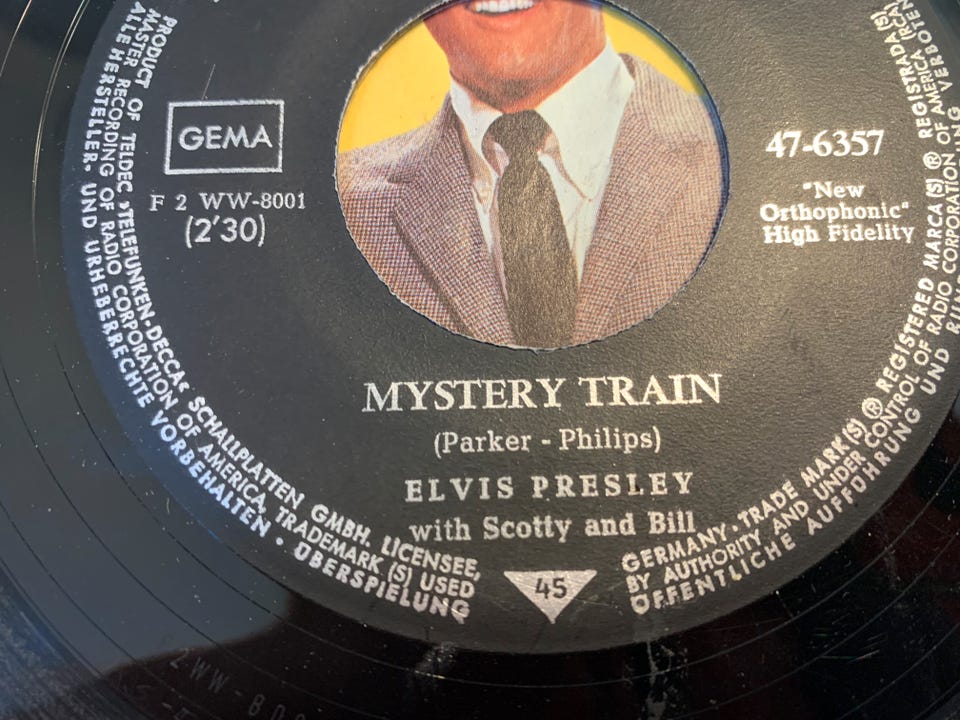 GEMA
F 2 WW-8001
(2'30)
47-6357
"New
Orthophonic"
High Fidelity
MYSTERY TRAIN
(Parker - Philips)
ELVIS PRESLEY
with Scotty and Bill
45
PRODUCT OF TELDEC »TELEFUNKEN-DECCA« SCHALLPLATTEN GMBH. LICENSEE,
MASTER RECORDING OF RADIO CORPORATION OF AMERICA, TRADEMARK (S) USED
ALLE HERSTELLER- UND URHEBERRECHTE VORBEHALTEN • ÜBERSPIELUNG
GERMANY • TRADE MARK(S) ® REGISTERED MARCA(S) ® REGISTRADA(S)
BY AUTHORITY AND UNDER CONTROL OF RADIO CORPORATION OF AMERICA (RCA)
ÖFFENTLICHE AUFFÜHRUNG UND VERBOTEN
2 WW-80